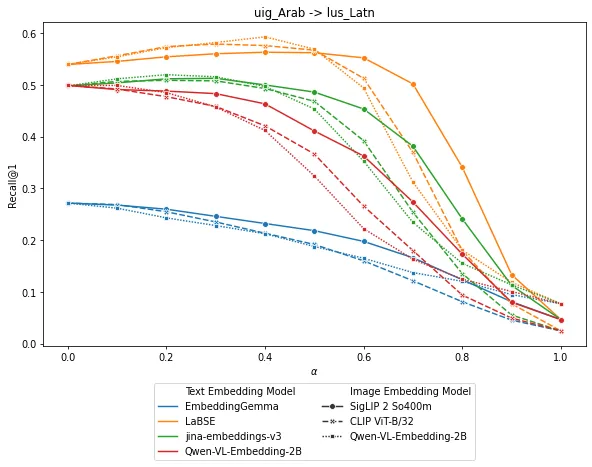 uig_Arab -> lus_Latn
0.6
0.5
0.4
0.3
0.2
0.1
0.0
Recall@1
0.0 0.2 0.4 0.6 0.8 1.0
α
Text Embedding Model Image Embedding Model
EmbeddingGemma SigLIP 2 So400m
LaBSE CLIP ViT-B/32
jina-embeddings-v3 Qwen-VL-Embedding-2B
Qwen-VL-Embedding-2B